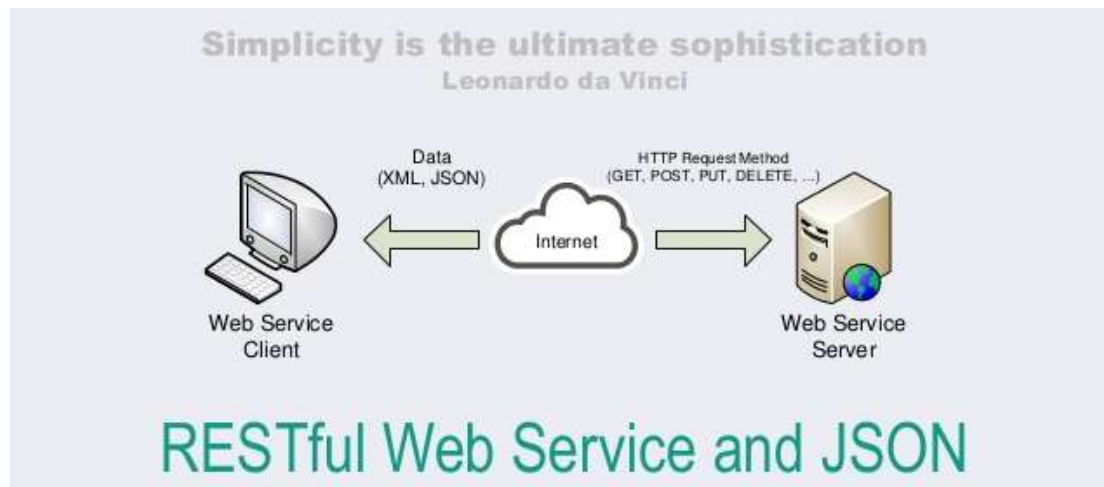 Simplicity is the ultimate sophistication
Leonardo da Vinci
Data
(XML, JSON)
HTTP Request Method
(GET, POST, PUT, DELETE, ...)
Internet
Web Service
Client
Web Service
Server
RESTful Web Service and JSON